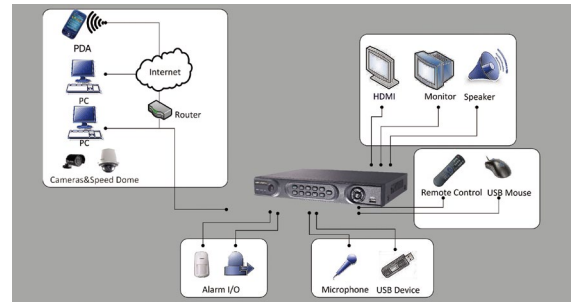 PDA
Internet
PC
Router
PC
Cameras&Speed Dome
HDMI
Monitor
Speaker
Remote Control
USB Mouse
Alarm I/O
Microphone
USB Device